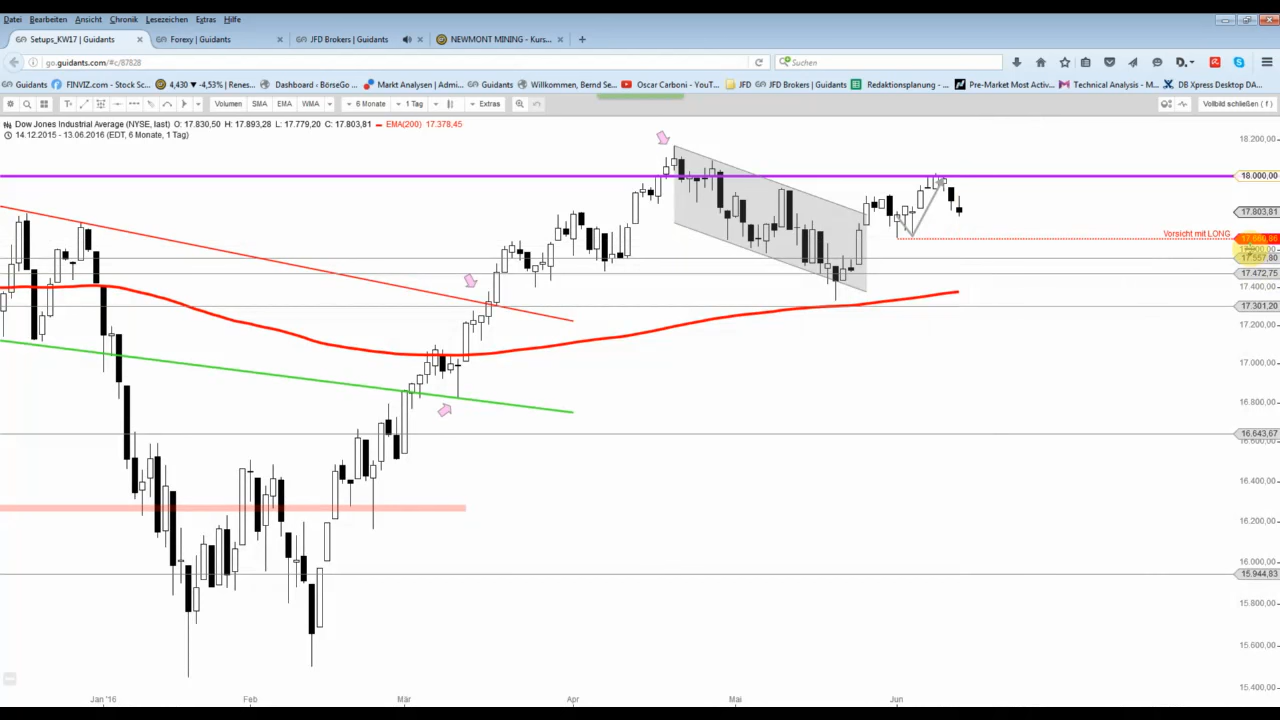 Datei Bearbeiten Ansicht Chronik Lesezeichen Extras Hilfe
Setups_KW17 | Guidants Forexy | Guidants JFD Brokers | Guidants NEWMONT MINING - Kurs...
go.guidants.com/#c/87828 Suchen
Guidants FINVIZ.com - Stock Sc... 4,430 -4,53% | Renes... Dashboard ‹ BörseGo ... Markt Analysen | Admi... Guidants Willkommen, Bernd Se... Oscar Carboni - YouT... JFD JFD Brokers | Guidants Redaktionsplanung - ... Pre-Market Most Activ... Technical Analysis - M... DB Xpress Desktop DA...
Volumen SMA EMA WMA 6 Monate 1 Tag Extras Vollbild schließen ( f )
Dow Jones Industrial Average (NYSE, last) O: 17.830,50 H: 17.893,28 L: 17.779,20 C: 17.803,81 EMA(200) 17.378,45
14.12.2015 - 13.06.2016 (EDT, 6 Monate, 1 Tag)
18.200,00
18.000,00
17.803,81
Vorsicht mit LONG
17.557,80
17.472,75
17.400,00
17.301,20
17.200,00
17.000,00
16.800,00
16.643,67
16.600,00
16.400,00
16.200,00
16.000,00
15.944,83
15.800,00
15.600,00
15.400,00
Jan '16 Feb Mär Apr Mai Jun